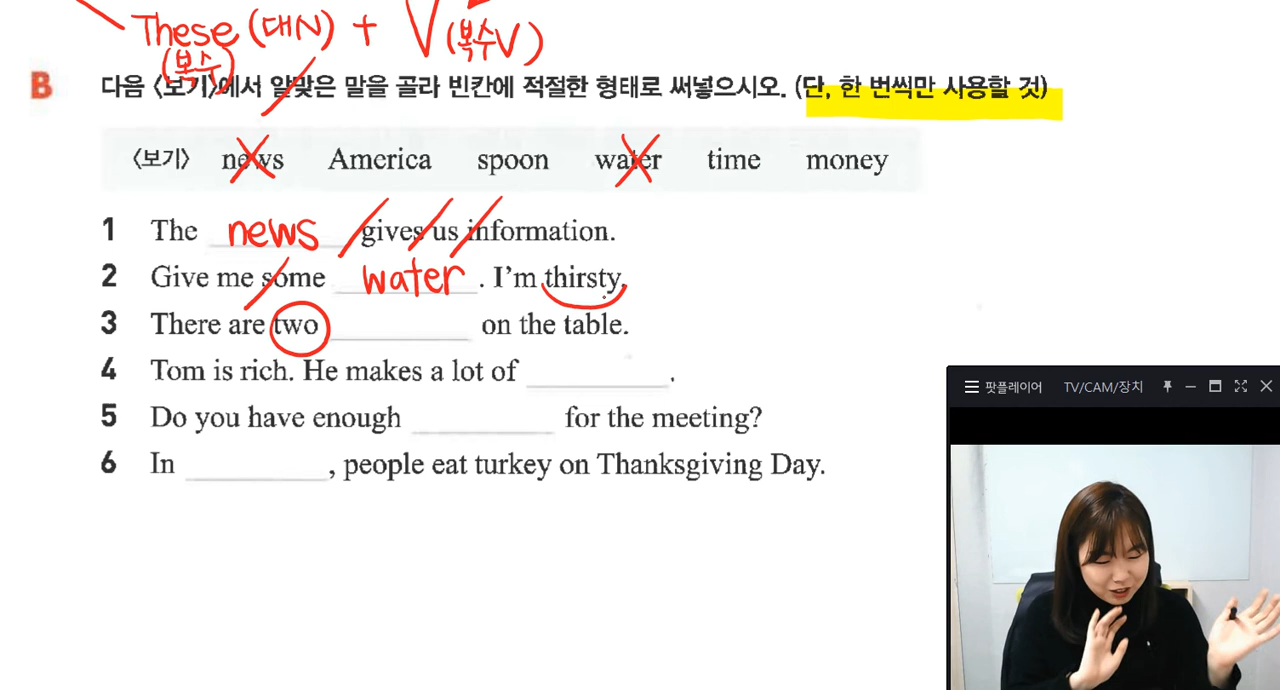 These (대N) + V
(복수) (복수V)
B 다음 〈보기〉에서 알맞은 말을 골라 빈칸에 적절한 형태로 써넣으시오. (단, 한 번씩만 사용할 것)
〈보기〉 news America spoon water time money
1 The news gives us information.
2 Give me some water. I'm thirsty.
3 There are two ________ on the table.
4 Tom is rich. He makes a lot of ________.
5 Do you have enough ________ for the meeting?
6 In ________, people eat turkey on Thanksgiving Day.
팟플레이어 TV/CAM/장치